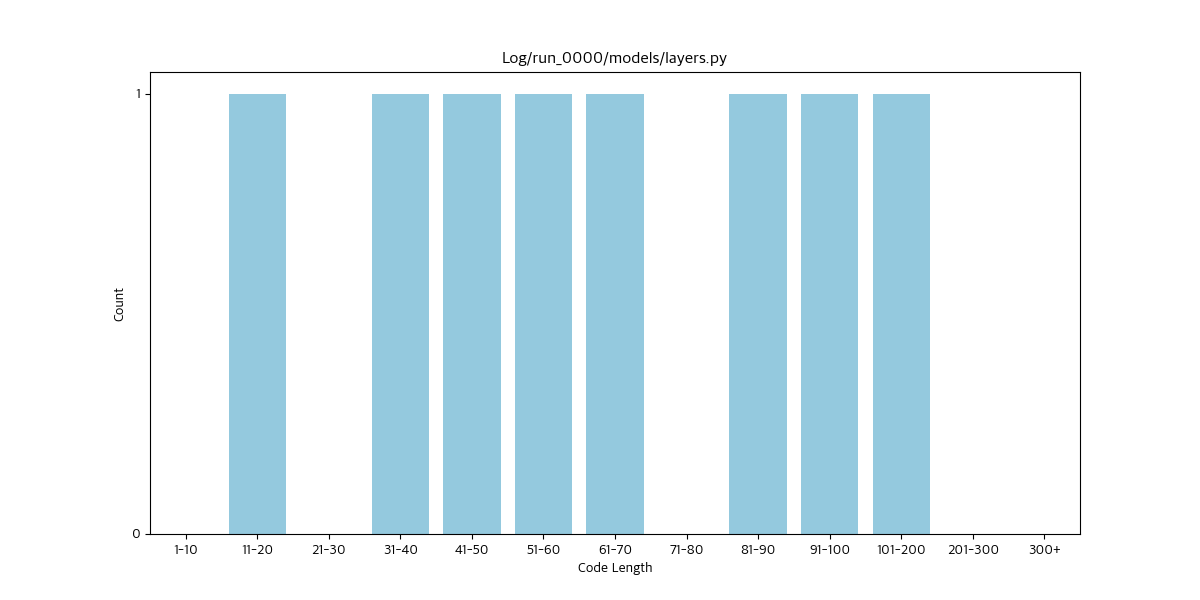 Log/run_0000/models/layers.py
1
Count
0
1-10 11-20 21-30 31-40 41-50 51-60 61-70 71-80 81-90 91-100 101-200 201-300 300+
Code Length